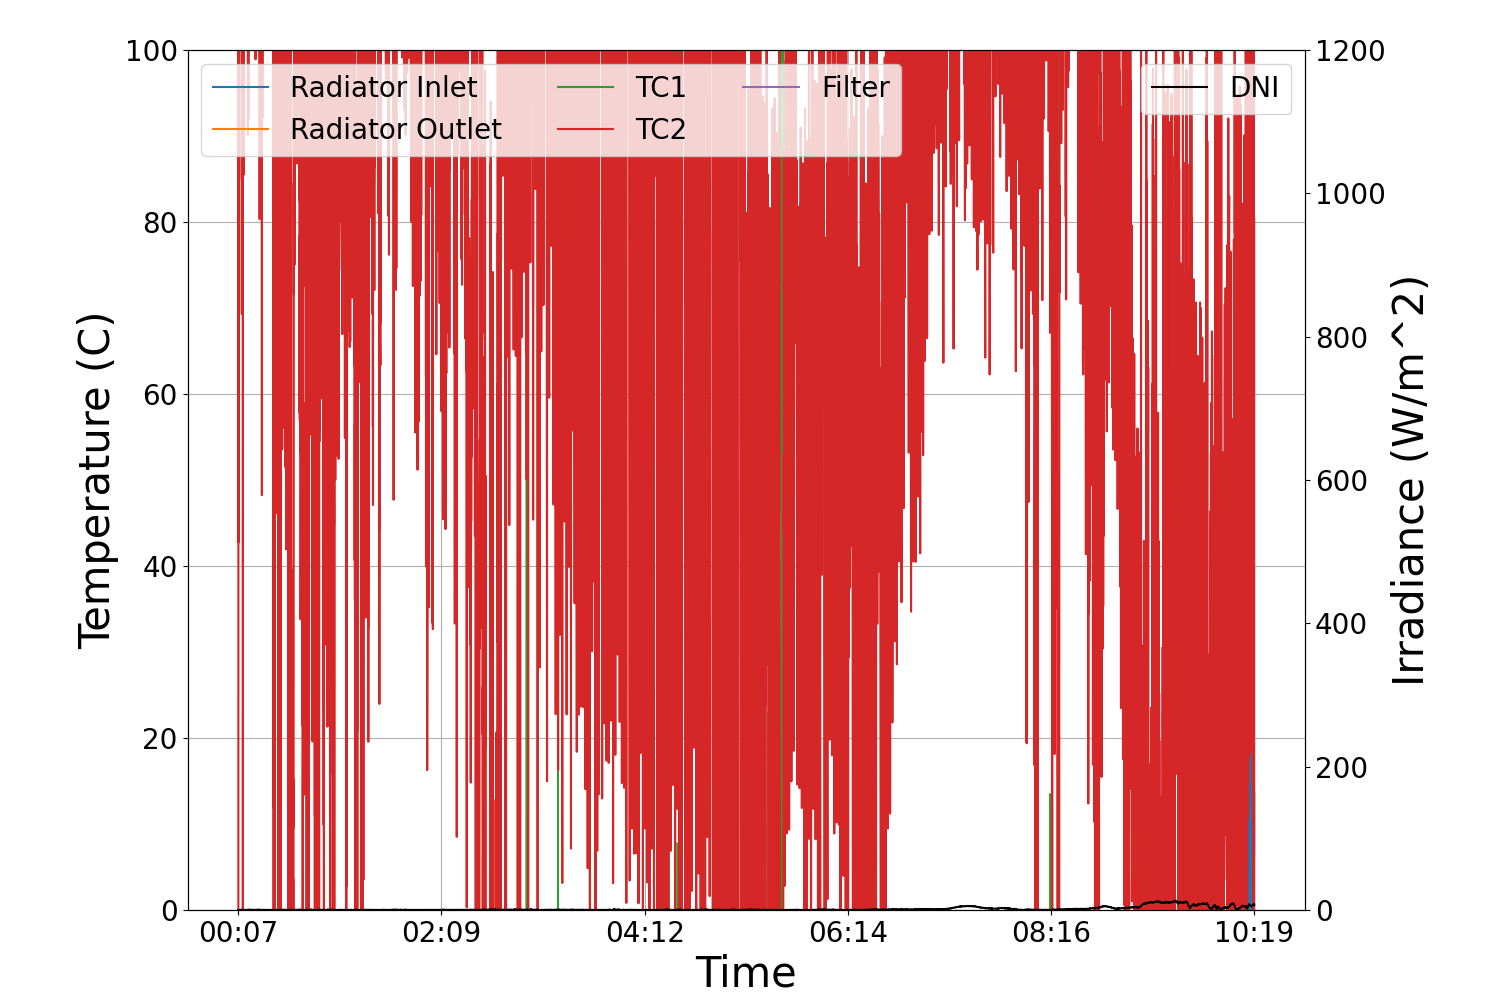 Radiator Inlet
Radiator Outlet
TC1
TC2
Filter
DNI
Temperature (C)
100
80
60
40
20
0
Irradiance (W/m^2)
1200
1000
800
600
400
200
0
00:07 02:09 04:12 06:14 08:16 10:19
Time